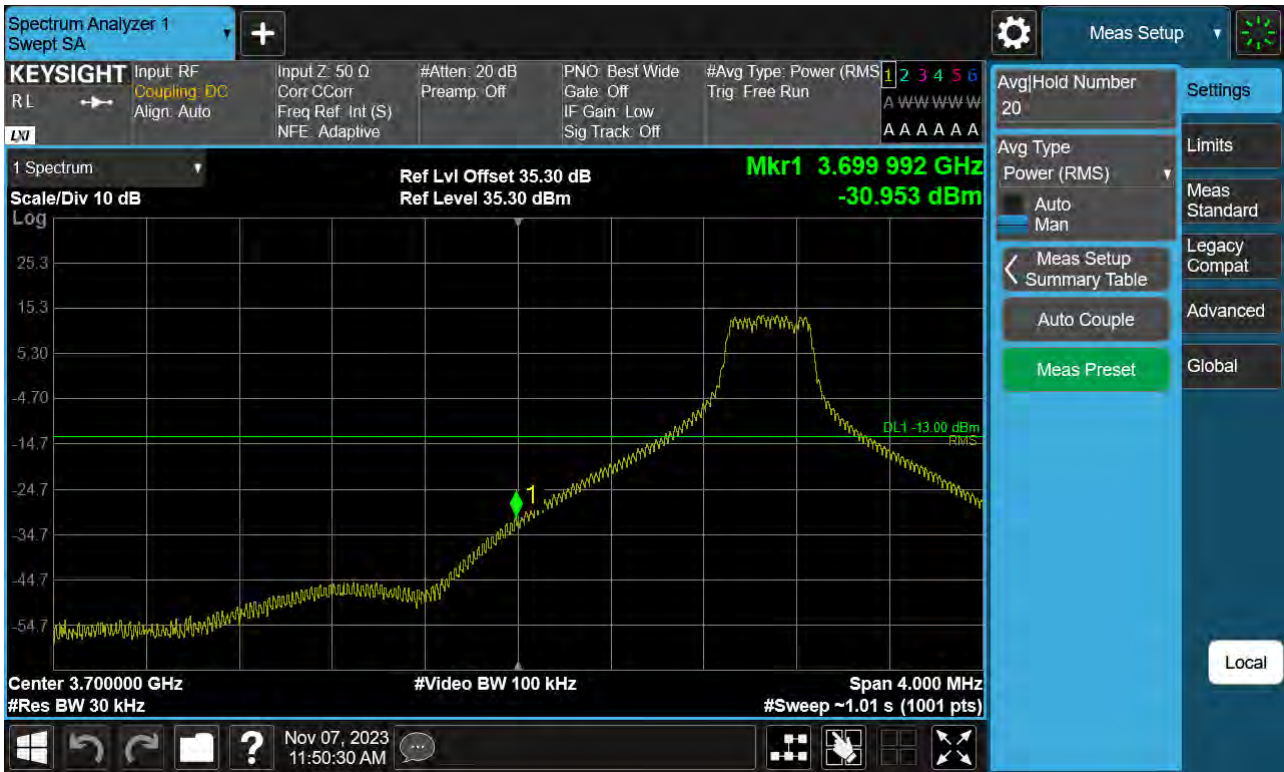 Spectrum Analyzer 1
Swept SA
+
Meas Setup
KEYSIGHT
RL
LXI
Input: RF
Coupling: DC
Align: Auto
Input Z: 50 Ω
Corr CCorr
Freq Ref: Int (S)
NFE: Adaptive
#Atten: 20 dB
Preamp: Off
PNO: Best Wide
Gate: Off
IF Gain: Low
Sig Track: Off
#Avg Type: Power (RMS
Trig: Free Run
1 2 3 4 5 6
A W W W W W
A A A A A A
1 Spectrum
Scale/Div 10 dB
Log
Ref Lvl Offset 35.30 dB
Ref Level 35.30 dBm
Mkr1 3.699 992 GHz
-30.953 dBm
25.3
15.3
5.30
-4.70
-14.7
-24.7
-34.7
-44.7
-54.7
DL1 -13.00 dBm
RMS
1
Center 3.700000 GHz
#Res BW 30 kHz
#Video BW 100 kHz
Span 4.000 MHz
#Sweep ~1.01 s (1001 pts)
Avg|Hold Number
20
Avg Type
Power (RMS)
Auto
Man
Meas Setup
Summary Table
Auto Couple
Meas Preset
Settings
Limits
Meas
Standard
Legacy
Compat
Advanced
Global
Local
?
Nov 07, 2023
11:50:30 AM